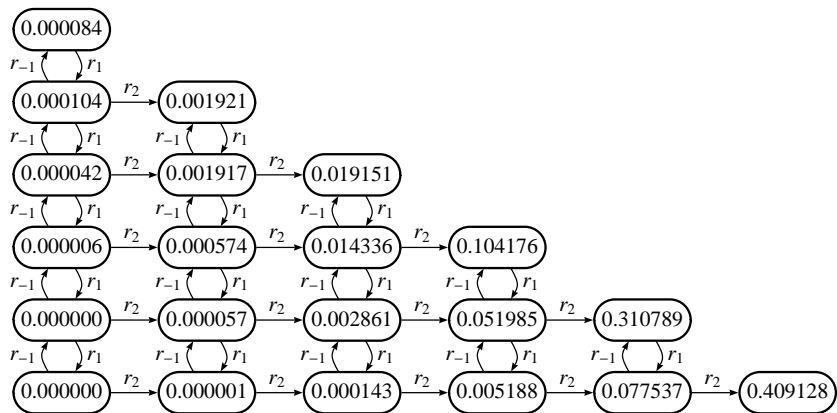 0.000084
r₋₁ r₁
0.000104 r₂ 0.001921
r₋₁ r₁ r₋₁ r₁
0.000042 r₂ 0.001917 r₂ 0.019151
r₋₁ r₁ r₋₁ r₁ r₋₁ r₁
0.000006 r₂ 0.000574 r₂ 0.014336 r₂ 0.104176
r₋₁ r₁ r₋₁ r₁ r₋₁ r₁ r₋₁ r₁
0.000000 r₂ 0.000057 r₂ 0.002861 r₂ 0.051985 r₂ 0.310789
r₋₁ r₁ r₋₁ r₁ r₋₁ r₁ r₋₁ r₁ r₋₁ r₁
0.000000 r₂ 0.000001 r₂ 0.000143 r₂ 0.005188 r₂ 0.077537 r₂ 0.409128